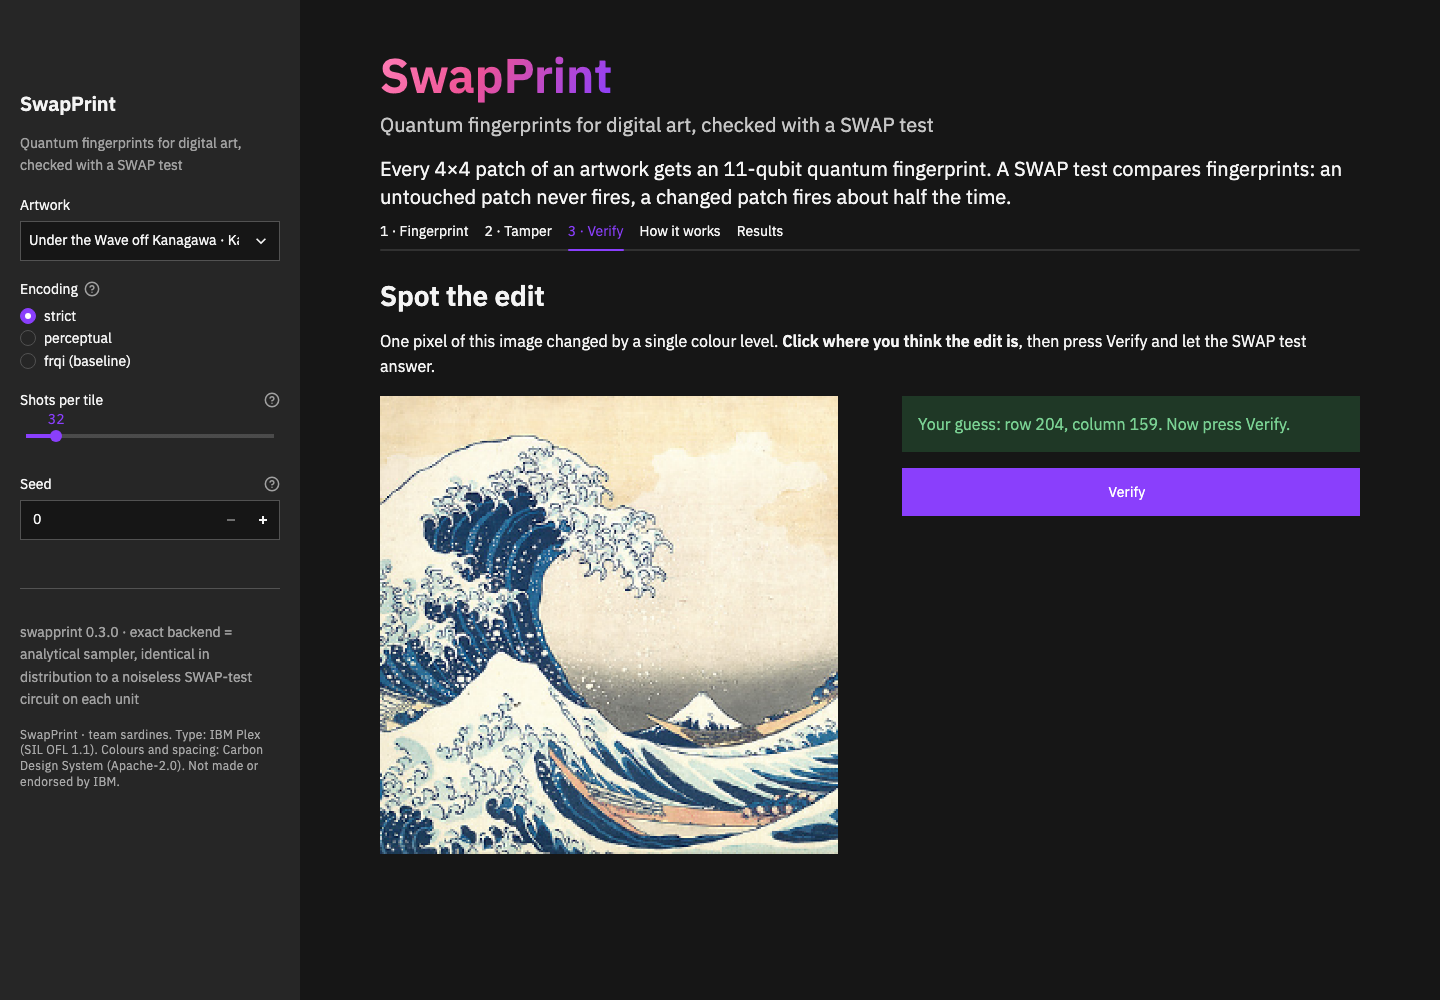 SwapPrint
Quantum fingerprints for digital art,
checked with a SWAP test
Artwork
Under the Wave off Kanagawa · Ka
Encoding
strict
perceptual
frqi (baseline)
Shots per tile
32
Seed
0
swapprint 0.3.0 · exact backend =
analytical sampler, identical in
distribution to a noiseless SWAP-test
circuit on each unit
SwapPrint · team sardines. Type: IBM Plex
(SIL OFL 1.1). Colours and spacing: Carbon
Design System (Apache-2.0). Not made or
endorsed by IBM.
SwapPrint
Quantum fingerprints for digital art, checked with a SWAP test
Every 4×4 patch of an artwork gets an 11-qubit quantum fingerprint. A SWAP test compares fingerprints: an
untouched patch never fires, a changed patch fires about half the time.
1 · Fingerprint 2 · Tamper 3 · Verify How it works Results
Spot the edit
One pixel of this image changed by a single colour level. Click where you think the edit is, then press Verify and let the SWAP test
answer.
Your guess: row 204, column 159. Now press Verify.
Verify